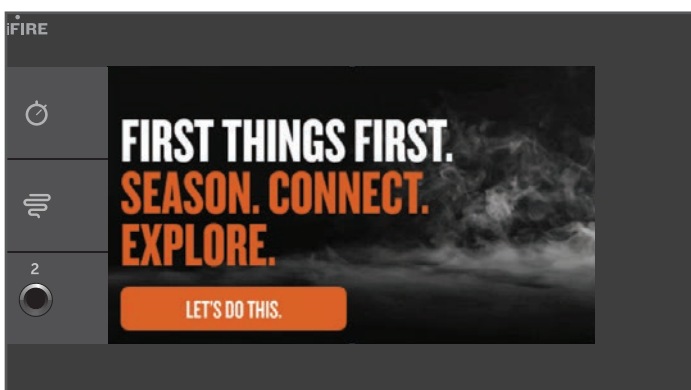 iFIRE
FIRST THINGS FIRST.
SEASON. CONNECT.
EXPLORE.
2
LET'S DO THIS.